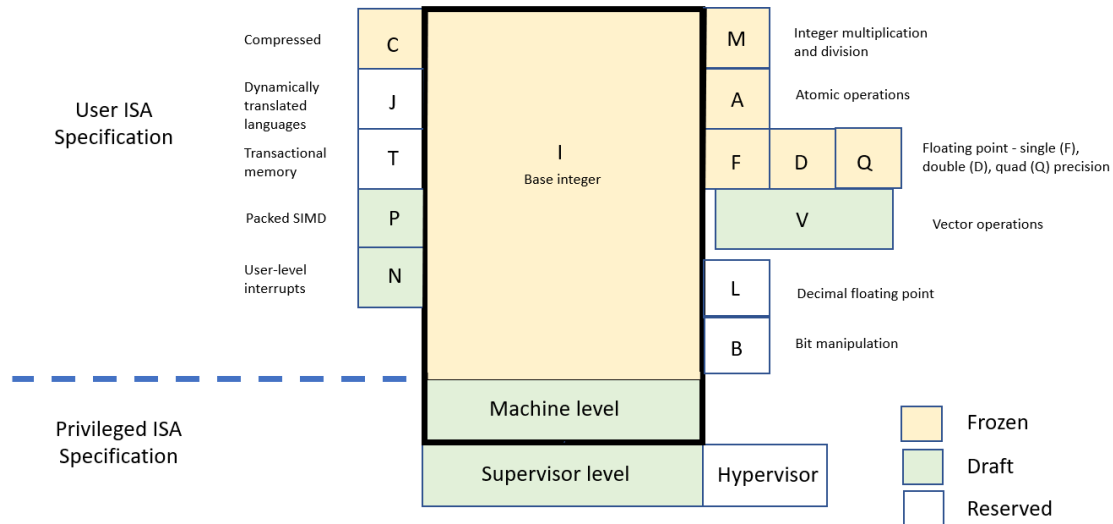 User ISA
Specification
Compressed
C
Dynamically
translated
languages
J
Transactional
memory
T
Packed SIMD
P
User-level
interrupts
N
I
Base integer
M
Integer multiplication
and division
A
Atomic operations
F
D
Q
Floating point - single (F),
double (D), quad (Q) precision
V
Vector operations
L
Decimal floating point
B
Bit manipulation
Privileged ISA
Specification
Machine level
Supervisor level
Hypervisor
Frozen
Draft
Reserved